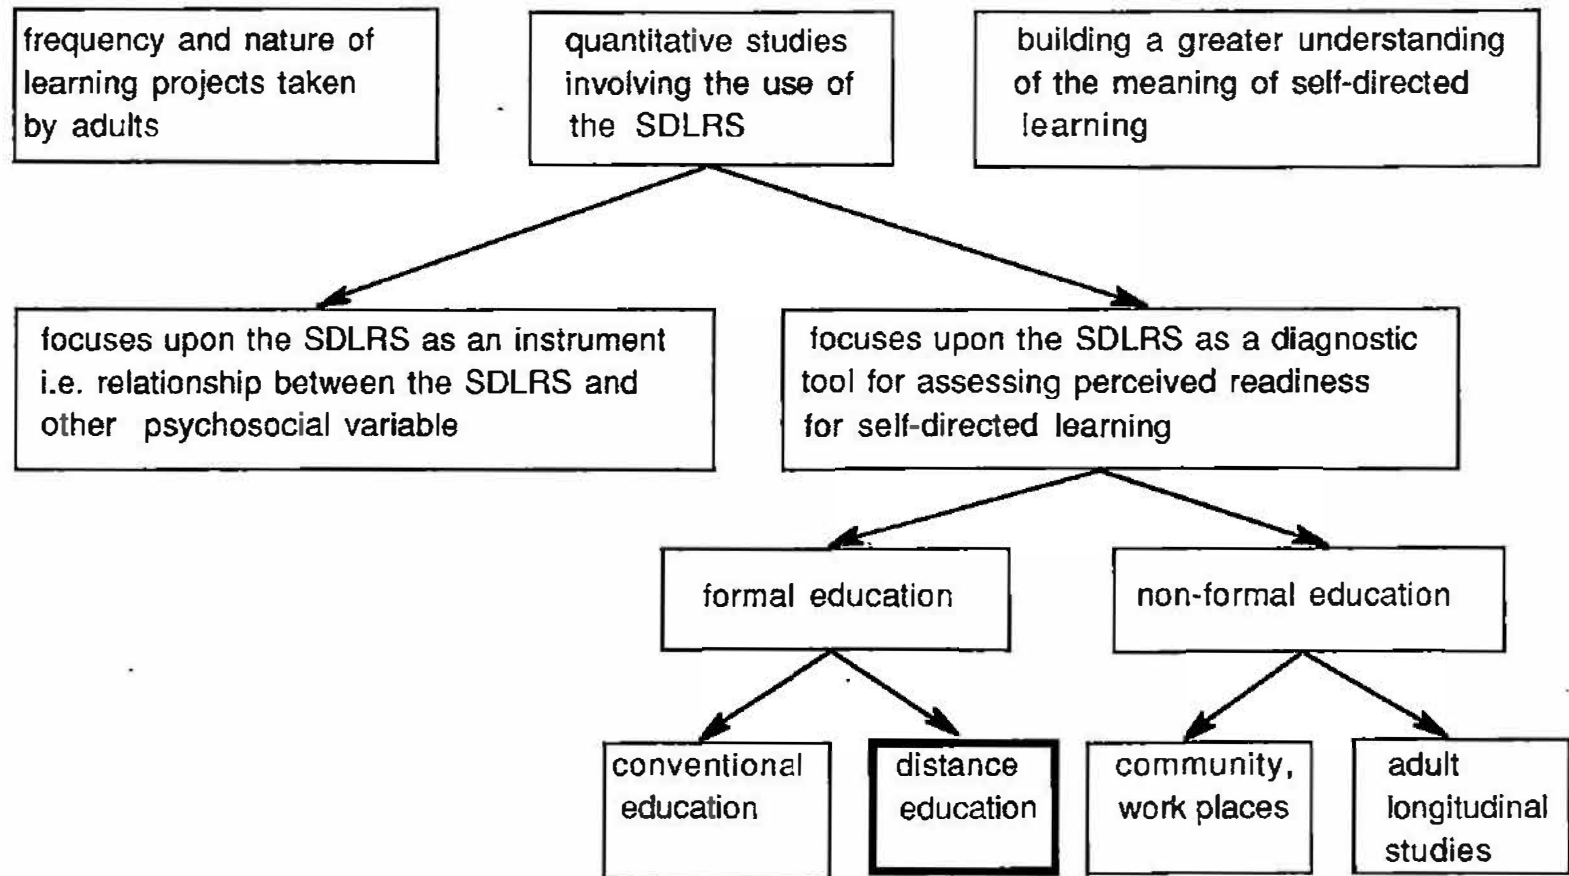 frequency and nature of
learning projects taken
by adults
quantitative studies
involving the use of
the SDLRS
building a greater understanding
of the meaning of self-directed
learning
focuses upon the SDLRS as an instrument
i.e. relationship between the SDLRS and
other psychosocial variable
focuses upon the SDLRS as a diagnostic
tool for assessing perceived readiness
for self-directed learning
formal education
non-formal education
conventional
education
distance
education
community,
work places
adult
longitudinal
studies